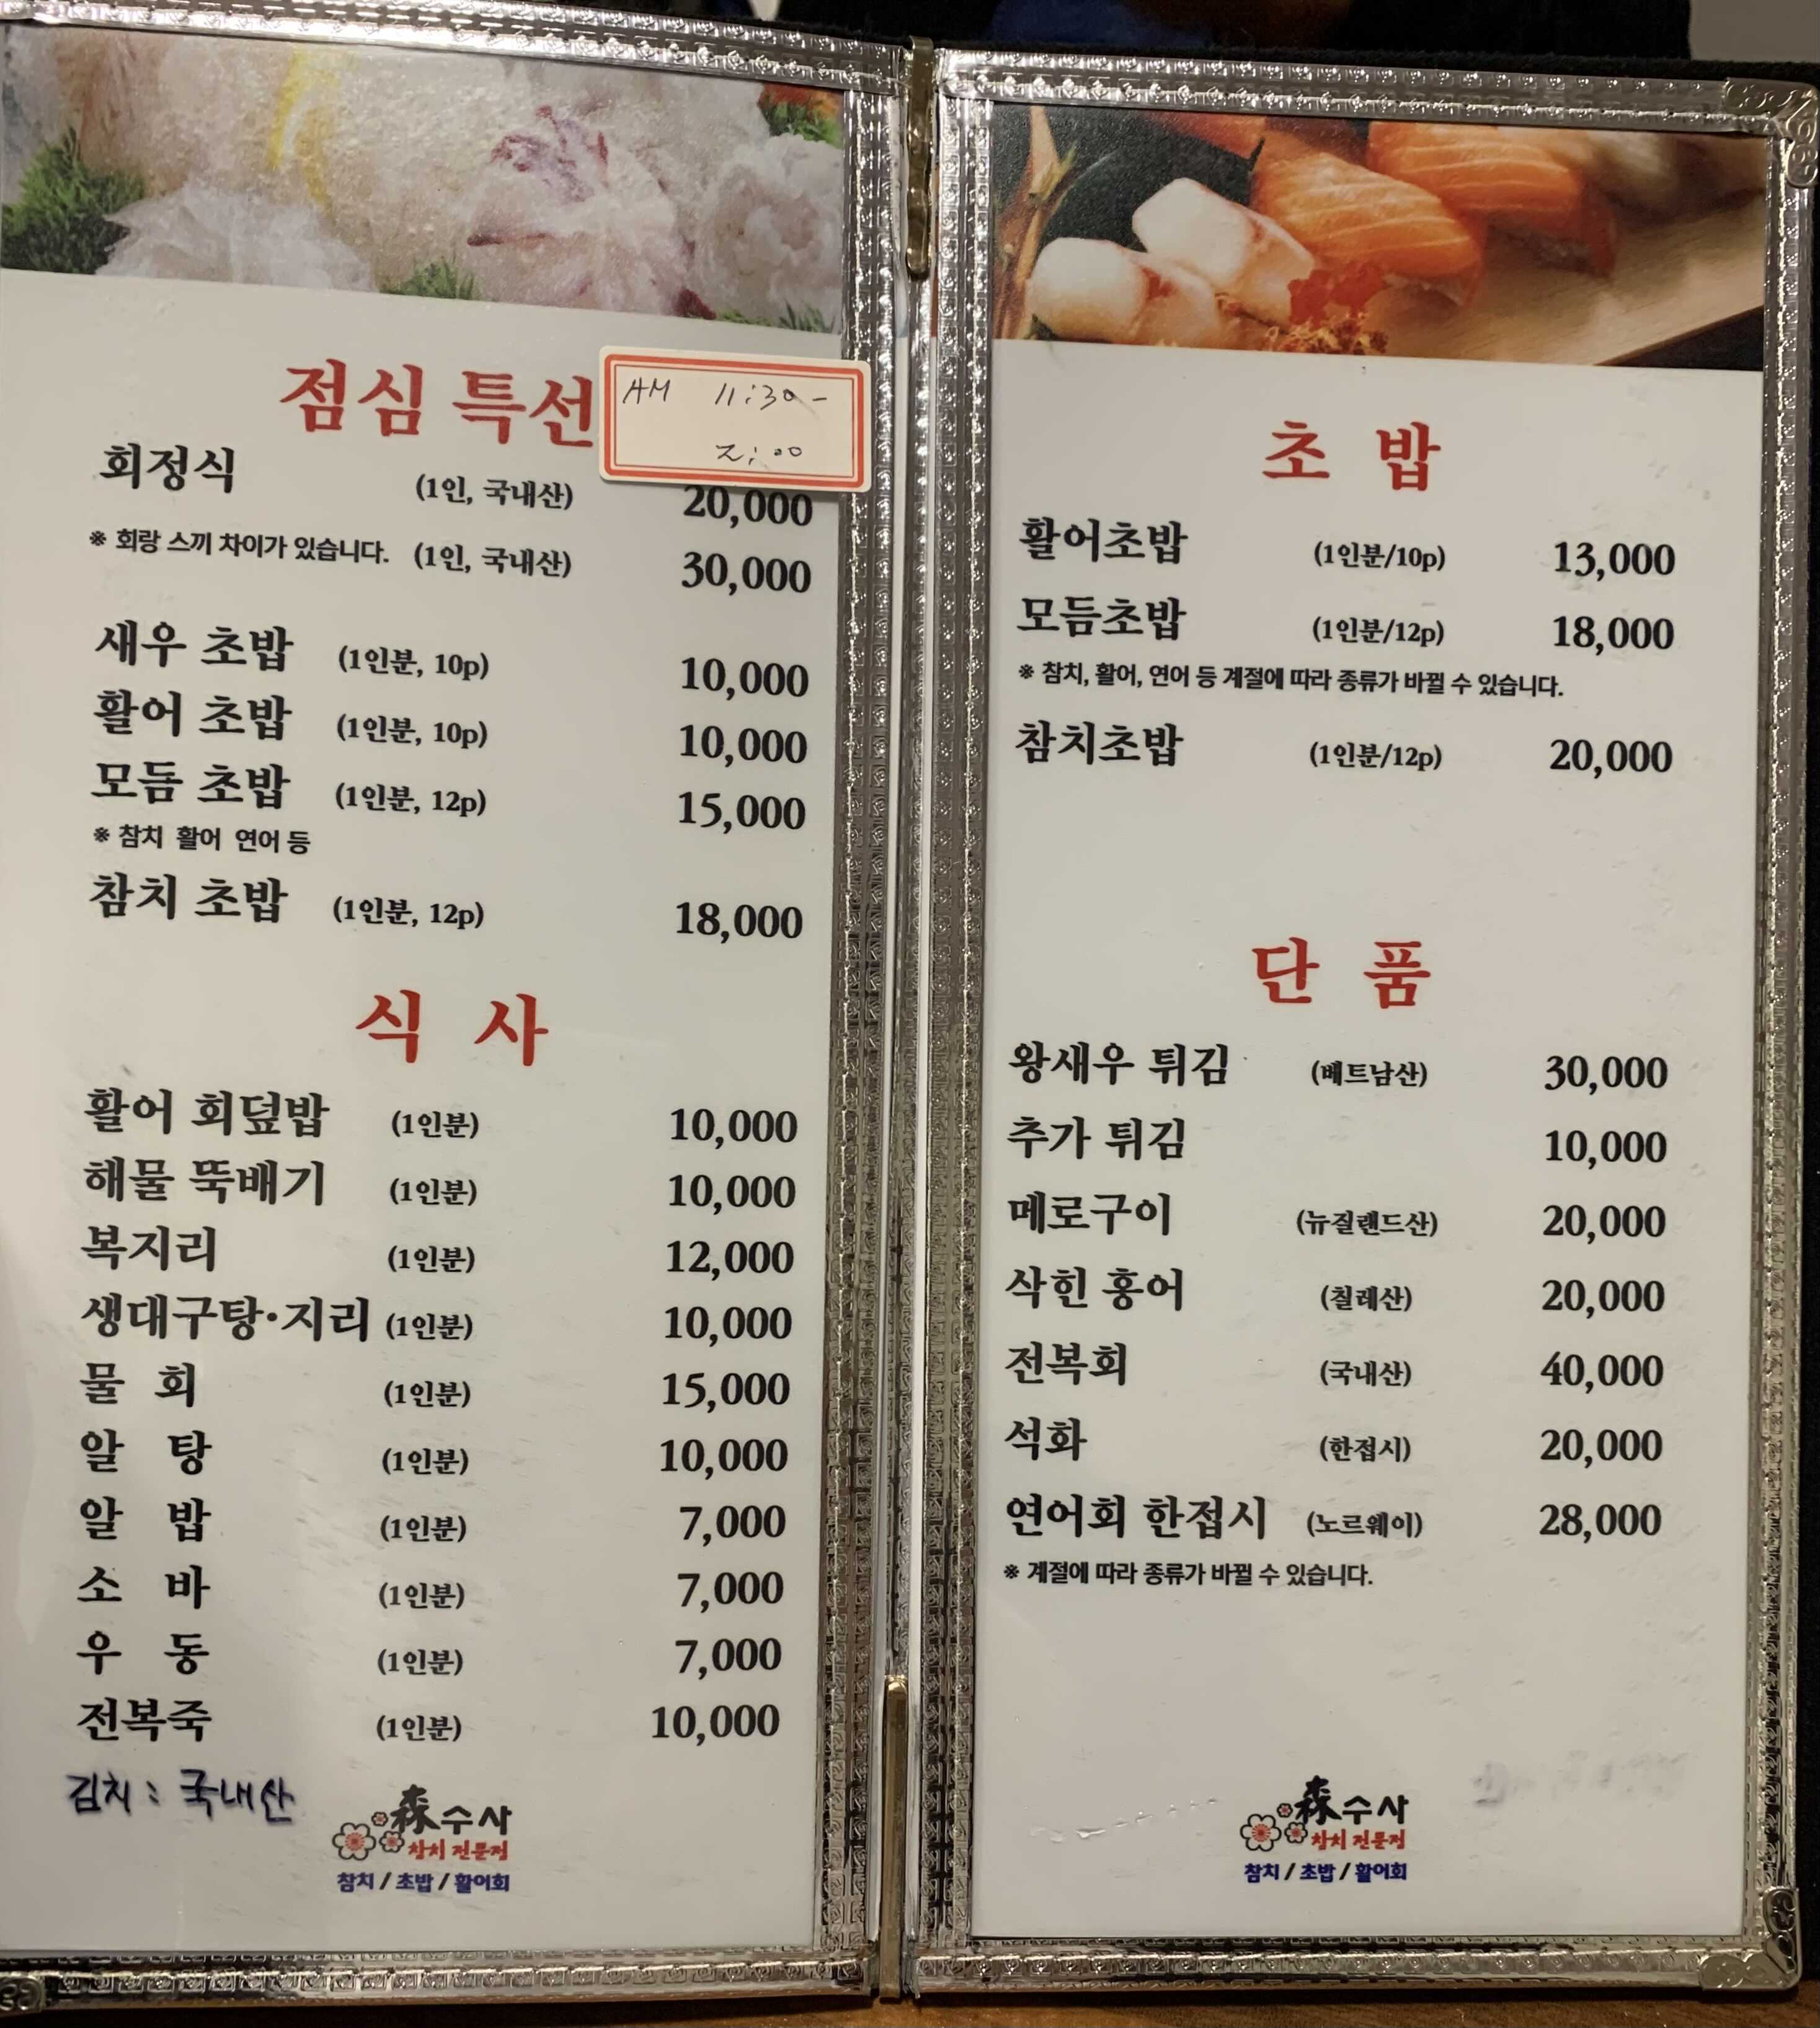 점심 특선
AM 11:30-
2:00
회정식 (1인, 국내산) 20,000
※ 회랑 스끼 차이가 있습니다. (1인, 국내산) 30,000
새우 초밥 (1인분, 10p) 10,000
활어 초밥 (1인분, 10p) 10,000
모듬 초밥 (1인분, 12p) 15,000
※ 참치 활어 연어 등
참치 초밥 (1인분, 12p) 18,000
식 사
활어 회덮밥 (1인분) 10,000
해물 뚝배기 (1인분) 10,000
복지리 (1인분) 12,000
생대구탕·지리 (1인분) 10,000
물 회 (1인분) 15,000
알 탕 (1인분) 10,000
알 밥 (1인분) 7,000
소 바 (1인분) 7,000
우 동 (1인분) 7,000
전복죽 (1인분) 10,000
김치 : 국내산
森수사
참치 전문점
참치 / 초밥 / 활어회
초 밥
활어초밥 (1인분/10p) 13,000
모듬초밥 (1인분/12p) 18,000
※ 참치, 활어, 연어 등 계절에 따라 종류가 바뀔 수 있습니다.
참치초밥 (1인분/12p) 20,000
단 품
왕새우 튀김 (베트남산) 30,000
추가 튀김 10,000
메로구이 (뉴질랜드산) 20,000
삭힌 홍어 (칠레산) 20,000
전복회 (국내산) 40,000
석화 (한접시) 20,000
연어회 한접시 (노르웨이) 28,000
※ 계절에 따라 종류가 바뀔 수 있습니다.
森수사
참치 전문점
참치 / 초밥 / 활어회